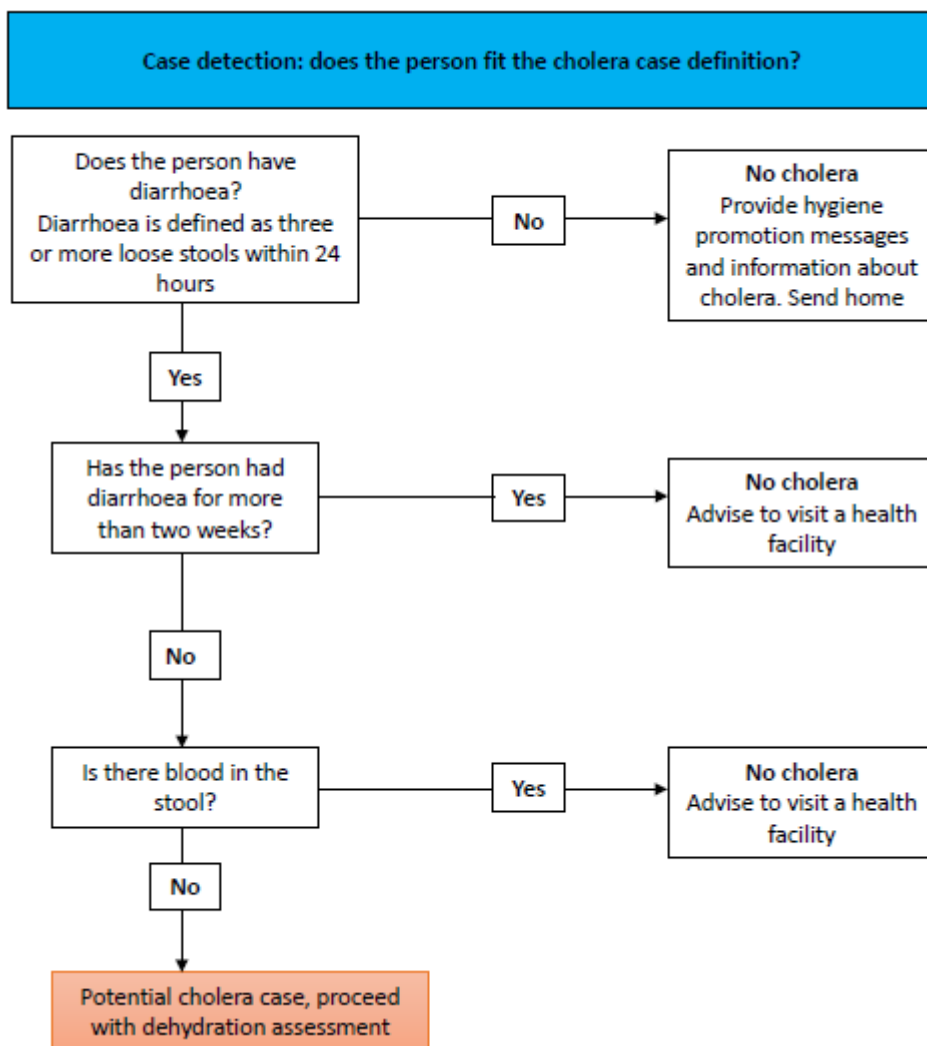 Case detection: does the person fit the cholera case definition?
Does the person have
diarrhoea?
Diarrhoea is defined as three
or more loose stools within 24
hours
No
No cholera
Provide hygiene
promotion messages
and information about
cholera. Send home
Yes
Has the person had
diarrhoea for more
than two weeks?
Yes
No cholera
Advise to visit a health
facility
No
Is there blood in the
stool?
Yes
No cholera
Advise to visit a health
facility
No
Potential cholera case, proceed
with dehydration assessment